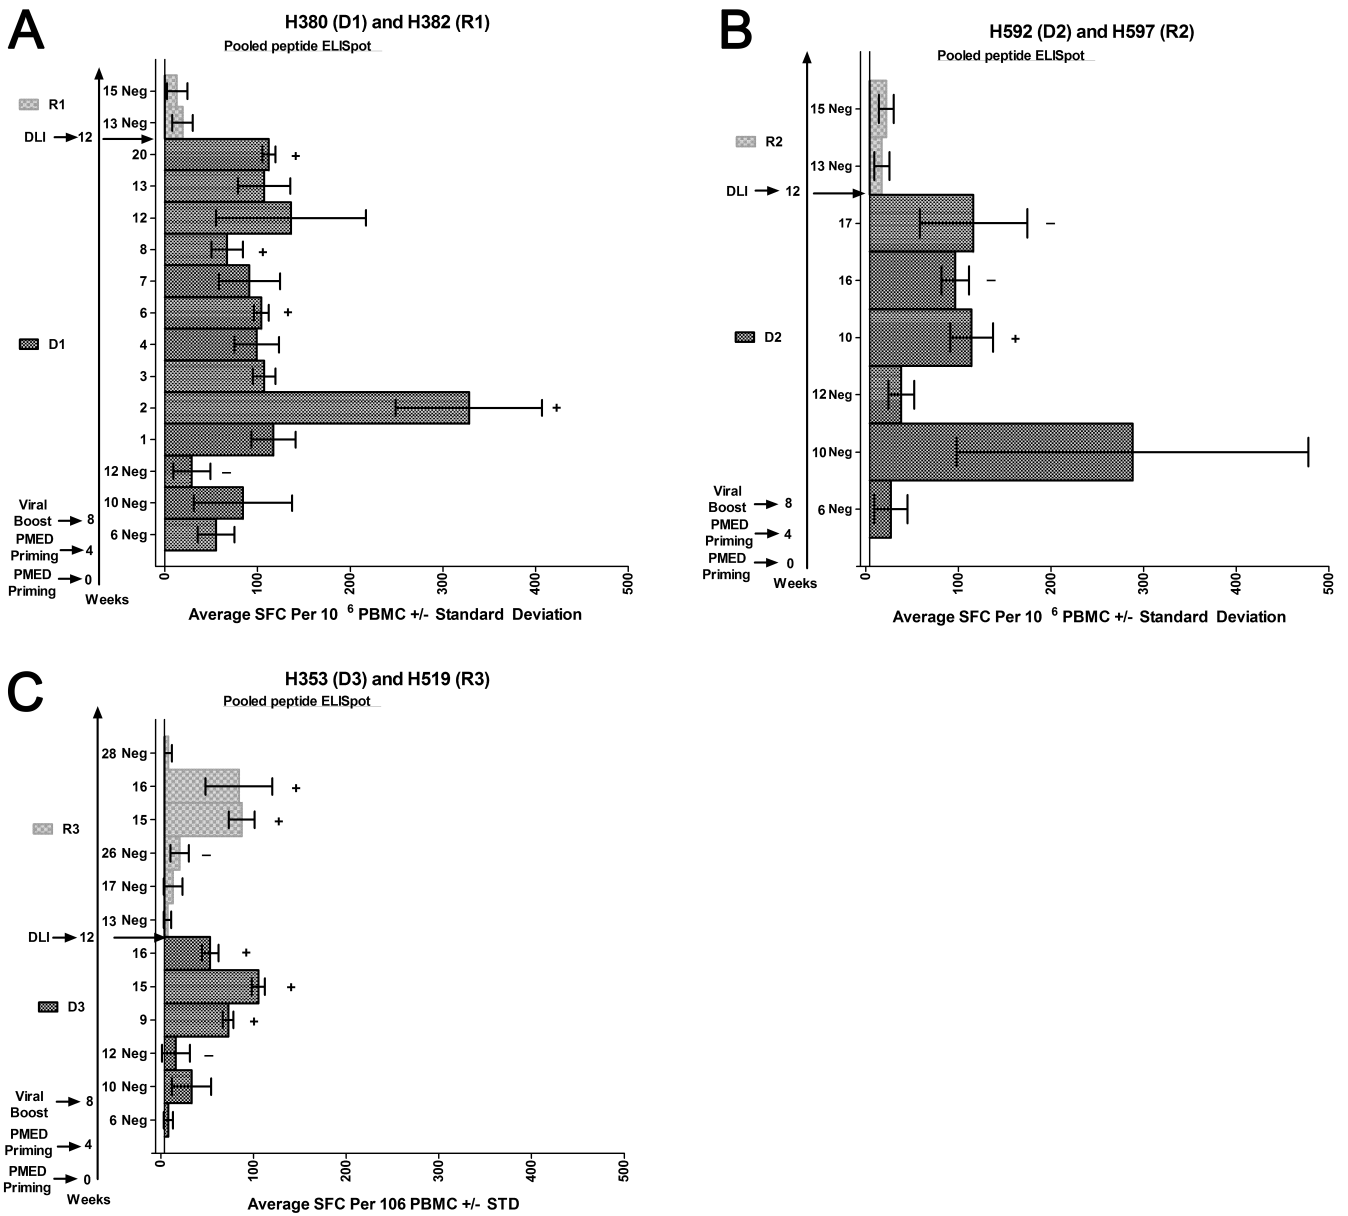 A
H380 (D1) and H382 (R1)
Pooled peptide ELISpot
R1
DLI 12
D1
Viral
Boost 8
PMED
Priming 4
PMED
Priming 0
Weeks
15 Neg
13 Neg
20 +
13
12
8 +
7
6 +
4
3
2 +
1
12 Neg –
10 Neg
6 Neg
0 100 200 300 400 500
Average SFC Per 10 6 PBMC +/- Standard Deviation
B
H592 (D2) and H597 (R2)
Pooled peptide ELISpot
R2
DLI 12
D2
Viral
Boost 8
PMED
Priming 4
PMED
Priming 0
Weeks
15 Neg
13 Neg
17 –
16 –
10 +
12 Neg
10 Neg
6 Neg
0 100 200 300 400 500
Average SFC Per 10 6 PBMC +/- Standard Deviation
C
H353 (D3) and H519 (R3)
Pooled peptide ELISpot
R3
DLI 12
D3
Viral
Boost 8
PMED
Priming 4
PMED
Priming 0
Weeks
28 Neg
16 +
15 +
26 Neg –
17 Neg
13 Neg
16 +
15 +
9 +
12 Neg –
10 Neg
6 Neg
0 100 200 300 400 500
Average SFC Per 106 PBMC +/- STD